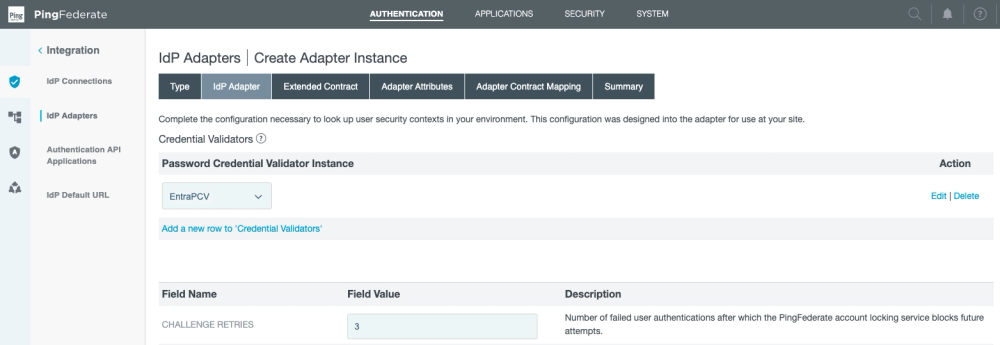 Ping
PingFederate
AUTHENTICATION
APPLICATIONS
SECURITY
SYSTEM
?
< Integration
IdP Connections
IdP Adapters
Authentication API
Applications
IdP Default URL
IdP Adapters | Create Adapter Instance
Type
IdP Adapter
Extended Contract
Adapter Attributes
Adapter Contract Mapping
Summary
Complete the configuration necessary to look up user security contexts in your environment. This configuration was designed into the adapter for use at your site.
Credential Validators ?
Password Credential Validator Instance
Action
EntraPCV
Edit | Delete
Add a new row to 'Credential Validators'
Field Name
Field Value
Description
CHALLENGE RETRIES
3
Number of failed user authentications after which the PingFederate account locking service blocks future
attempts.